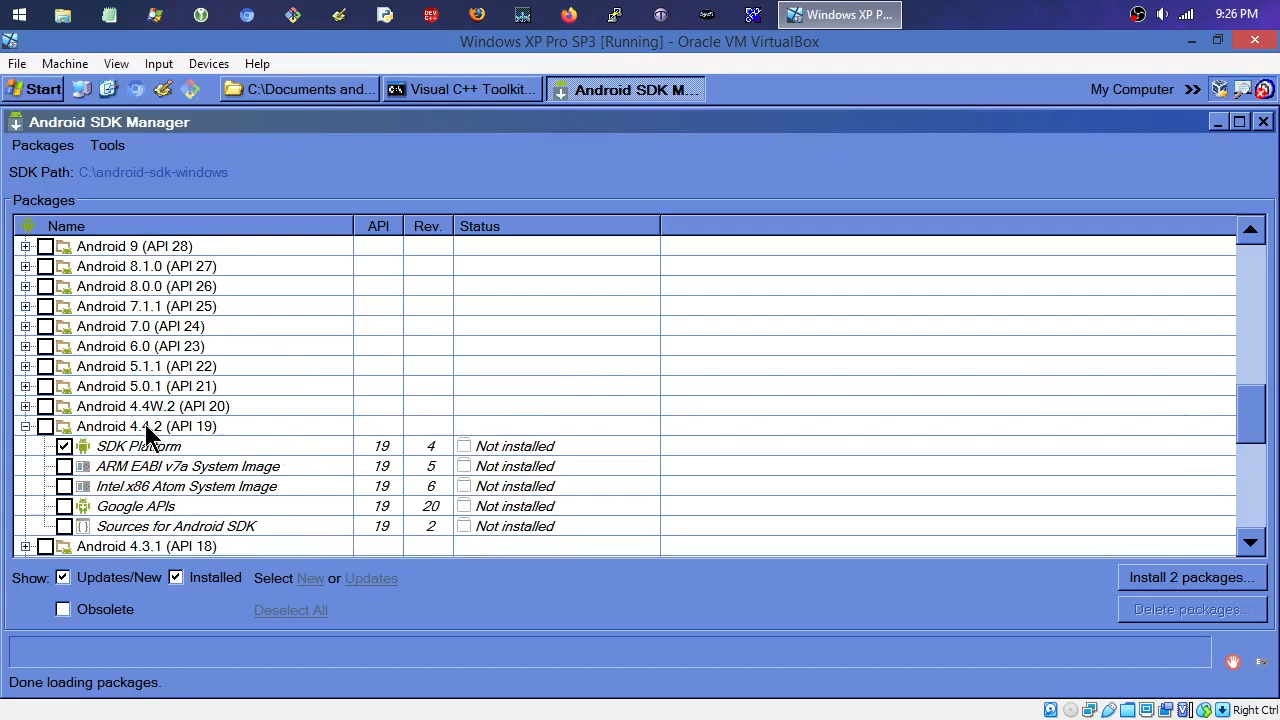 Windows XP P...
9:26 PM
Windows XP Pro SP3 [Running] - Oracle VM VirtualBox
File Machine View Input Devices Help
Start C:\Documents and... Visual C++ Toolkit... Android SDK M... My Computer »
Android SDK Manager
Packages Tools
SDK Path: C:\android-sdk-windows
Packages
Name API Rev. Status
Android 9 (API 28)
Android 8.1.0 (API 27)
Android 8.0.0 (API 26)
Android 7.1.1 (API 25)
Android 7.0 (API 24)
Android 6.0 (API 23)
Android 5.1.1 (API 22)
Android 5.0.1 (API 21)
Android 4.4W.2 (API 20)
Android 4.4.2 (API 19)
SDK Platform 19 4 Not installed
ARM EABI v7a System Image 19 5 Not installed
Intel x86 Atom System Image 19 6 Not installed
Google APIs 19 20 Not installed
Sources for Android SDK 19 2 Not installed
Android 4.3.1 (API 18)
Show: Updates/New Installed Select New or Updates Install 2 packages...
Obsolete Deselect All Delete packages...
Done loading packages.
Right Ctrl